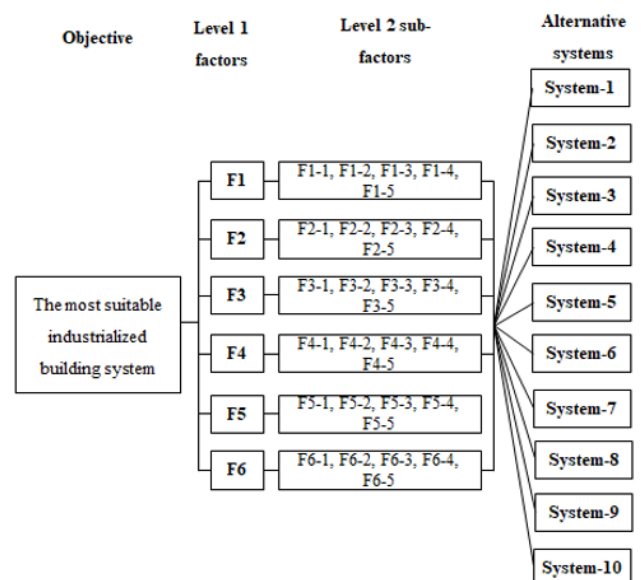 Objective
Level 1
factors
Level 2 sub-
factors
Alternative
systems
The most suitable
industrialized
building system
F1
F1-1, F1-2, F1-3, F1-4,
F1-5
F2
F2-1, F2-2, F2-3, F2-4,
F2-5
F3
F3-1, F3-2, F3-3, F3-4,
F3-5
F4
F4-1, F4-2, F4-3, F4-4,
F4-5
F5
F5-1, F5-2, F5-3, F5-4,
F5-5
F6
F6-1, F6-2, F6-3, F6-4,
F6-5
System-1
System-2
System-3
System-4
System-5
System-6
System-7
System-8
System-9
System-10